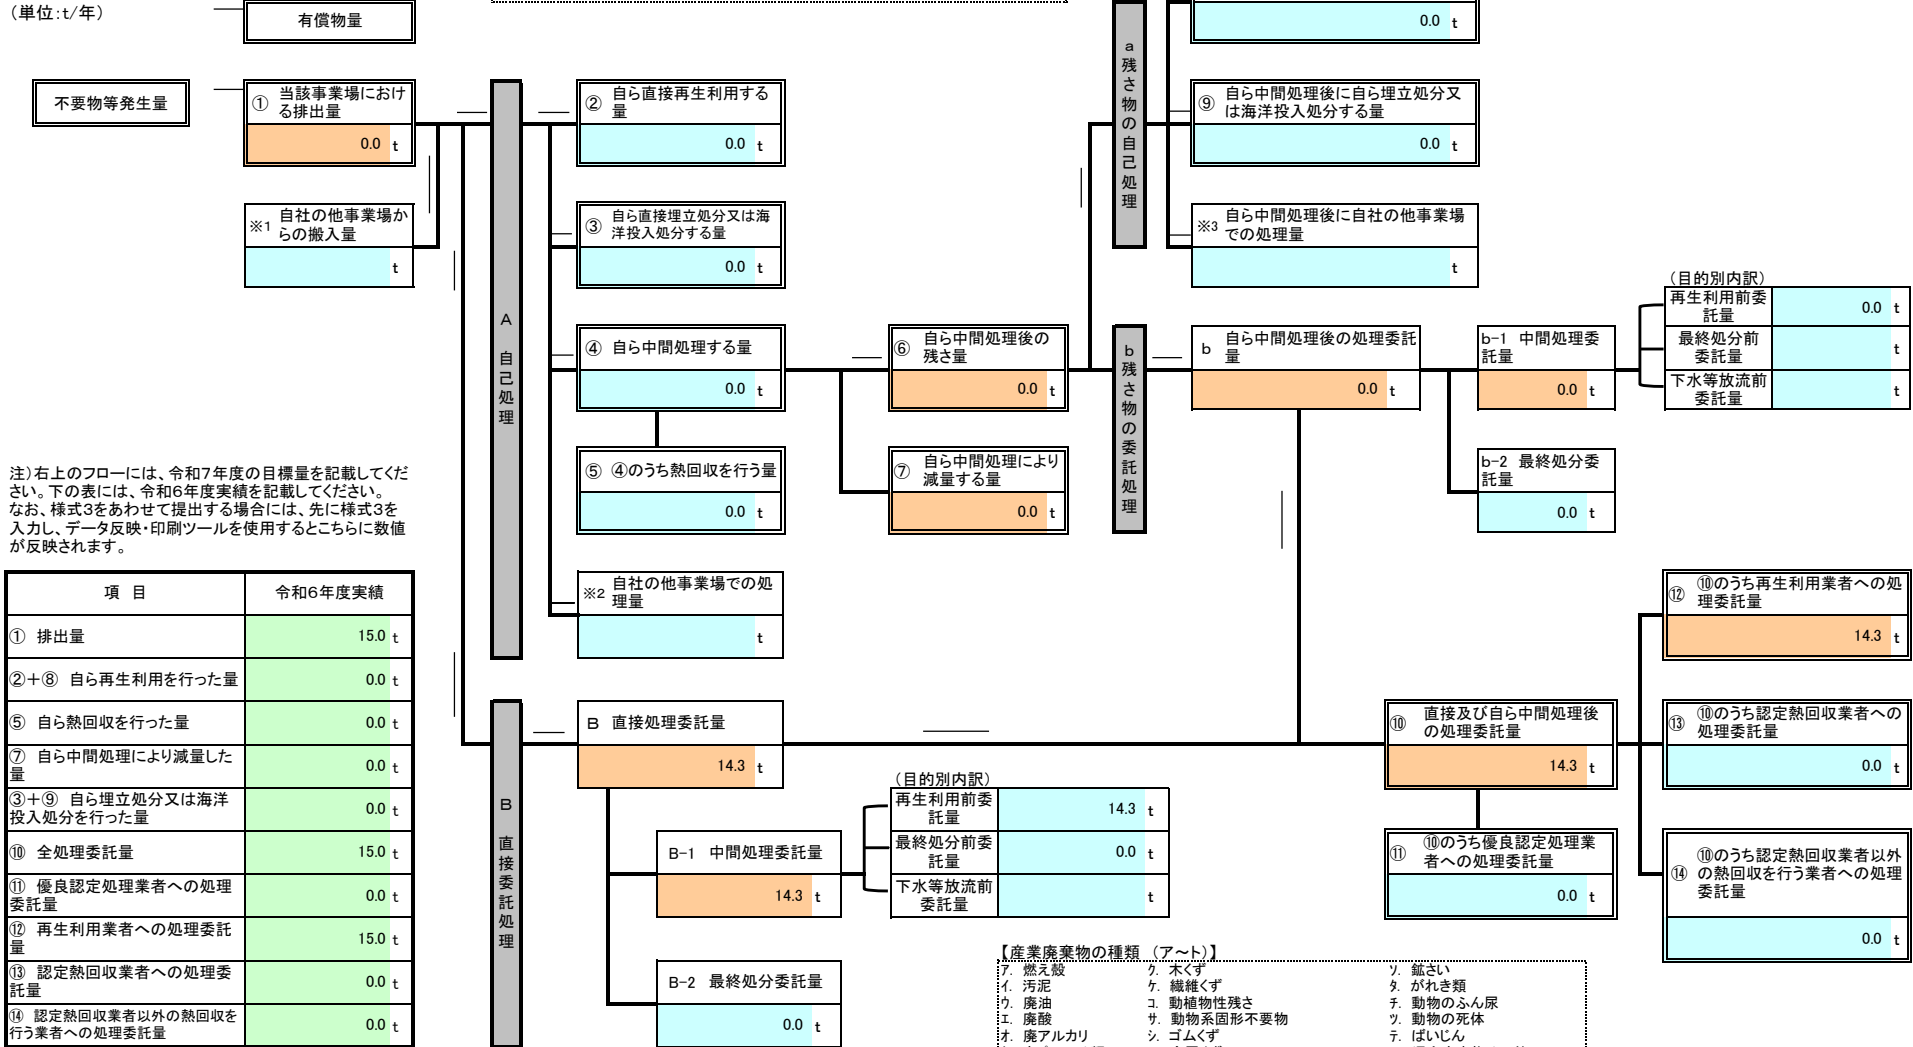 (単位:t/年)
有償物量
0.0 t
不要物等発生量
① 当該事業場におけ
る排出量
0.0 t
※1 自社の他事業場か
らの搬入量
t
A 自己処理
② 自ら直接再生利用する
量
0.0 t
③ 自ら直接埋立処分又は海
洋投入処分する量
0.0 t
④ 自ら中間処理する量
0.0 t
⑤ ④のうち熱回収を行う量
0.0 t
※2 自社の他事業場での処
理量
t
⑥ 自ら中間処理後の
残さ量
0.0 t
⑦ 自ら中間処理により
減量する量
0.0 t
a残さ物の自己処理
⑨ 自ら中間処理後に自ら埋立処分又
は海洋投入処分する量
0.0 t
※3 自ら中間処理後に自社の他事業場
での処理量
t
b残さ物の委託処理
b 自ら中間処理後の処理委託
量
0.0 t
b-1 中間処理委
託量
0.0 t
b-2 最終処分委
託量
0.0 t
(目的別内訳)
再生利用前委
託量
0.0 t
最終処分前
委託量
t
下水等放流前
委託量
t
注)右上のフローには、令和7年度の目標量を記載してくだ
さい。下の表には、令和6年度実績を記載してください。
なお、様式3をあわせて提出する場合には、先に様式3を
入力し、データ反映・印刷ツールを使用するとこちらに数値
が反映されます。
項 目 令和6年度実績
① 排出量 15.0 t
②+⑧ 自ら再生利用を行った量 0.0 t
⑤ 自ら熱回収を行った量 0.0 t
⑦ 自ら中間処理により減量した
量 0.0 t
③+⑨ 自ら埋立処分又は海洋
投入処分を行った量 0.0 t
⑩ 全処理委託量 15.0 t
⑪ 優良認定処理業者への処理
委託量 0.0 t
⑫ 再生利用業者への処理委託
量 15.0 t
⑬ 認定熱回収業者への処理委
託量 0.0 t
⑭ 認定熱回収業者以外の熱回収を
行う業者への処理委託量 0.0 t
B 直接委託処理
B 直接処理委託量
14.3 t
B-1 中間処理委託量
14.3 t
B-2 最終処分委託量
0.0 t
(目的別内訳)
再生利用前委
託量
14.3 t
最終処分前委
託量
0.0 t
下水等放流前
委託量
t
⑩ 直接及び自ら中間処理後
の処理委託量
14.3 t
⑪ ⑩のうち優良認定処理業
者への処理委託量
0.0 t
⑫ ⑩のうち再生利用業者への処
理委託量
14.3 t
⑬ ⑩のうち認定熱回収業者への
処理委託量
0.0 t
⑭ ⑩のうち認定熱回収業者以外
の熱回収を行う業者への処理
委託量
0.0 t
【産業廃棄物の種類 (ア~ト)】
ア. 燃え殻 ク. 木くず ソ. 鉱さい
イ. 汚泥 ケ. 繊維くず タ. がれき類
ウ. 廃油 コ. 動植物性残さ チ. 動物のふん尿
エ. 廃酸 サ. 動物系固形不要物 ツ. 動物の死体
オ. 廃アルカリ シ. ゴムくず テ. ばいじん